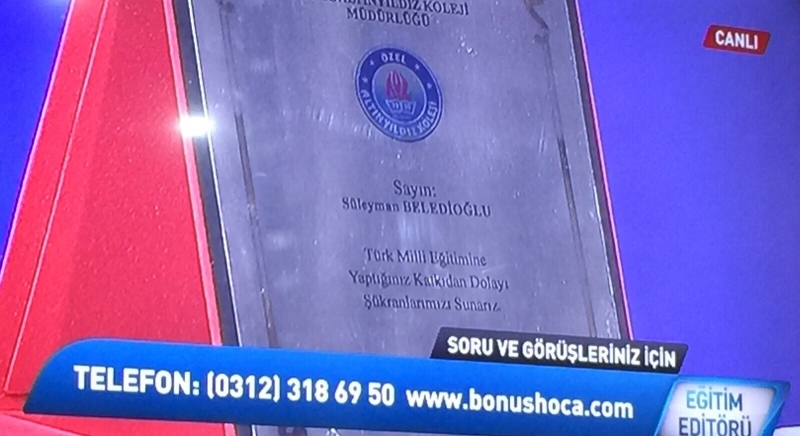 KOLEJİ
MÜDÜRLÜĞÜ
CANLI
ÖZEL
ALTINYILDIZ KOLEJİ
Sayın:
Süleyman BELEDİOĞLU
Türk Milli Eğitimine
Yaptığınız Katkıdan Dolayı
Şükranlarımızı Sunarız.
SORU VE GÖRÜŞLERİNİZ İÇİN
TELEFON: (0312) 318 69 50 www.bonushoca.com
EĞİTİM
EDİTÖRÜ